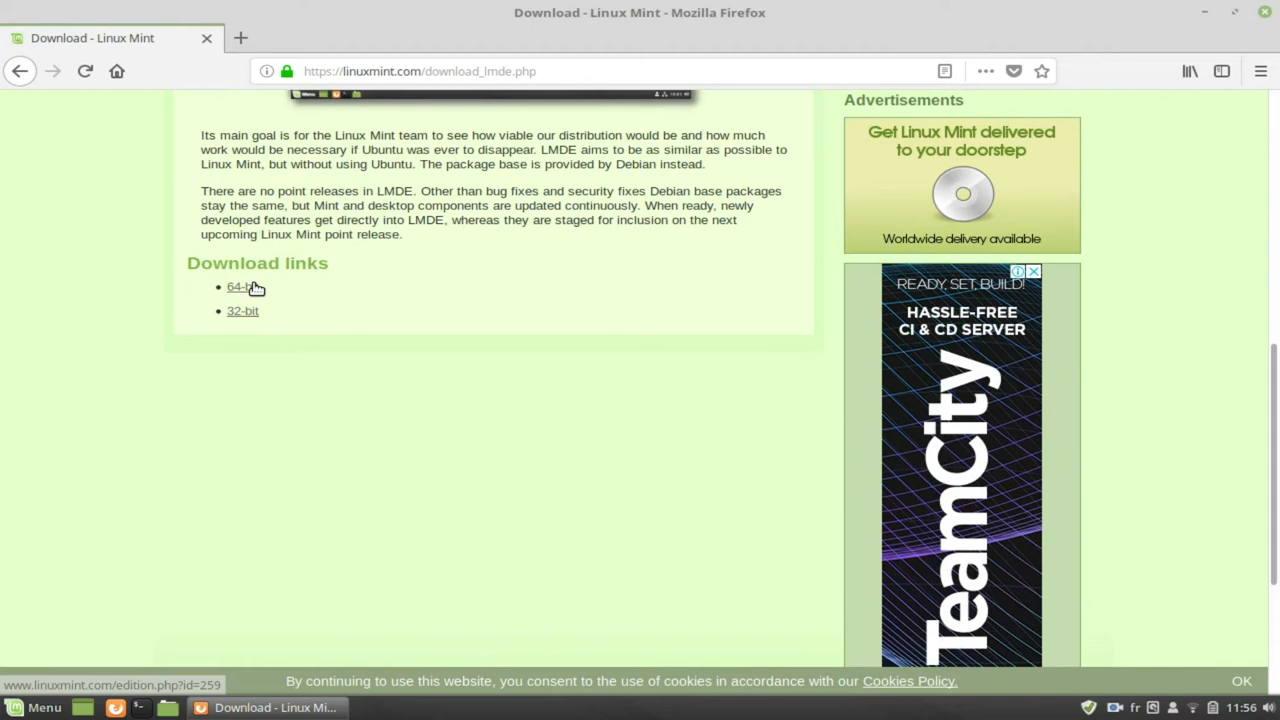 Download - Linux Mint - Mozilla Firefox
Download - Linux Mint
https://linuxmint.com/download_lmde.php
Advertisements
Get Linux Mint delivered
to your doorstep
Worldwide delivery available
Its main goal is for the Linux Mint team to see how viable our distribution would be and how much
work would be necessary if Ubuntu was ever to disappear. LMDE aims to be as similar as possible to
Linux Mint, but without using Ubuntu. The package base is provided by Debian instead.
There are no point releases in LMDE. Other than bug fixes and security fixes Debian base packages
stay the same, but Mint and desktop components are updated continuously. When ready, newly
developed features get directly into LMDE, whereas they are staged for inclusion on the next
upcoming Linux Mint point release.
Download links
32-bit
READY, SET, BUILD!
HASSLE-FREE
CI & CD SERVER
TeamCity
www.linuxmint.com/edition.php?id=259
By continuing to use this website, you consent to the use of cookies in accordance with our Cookies Policy.
OK
Menu
Download - Linux Mi...
fr
11:56